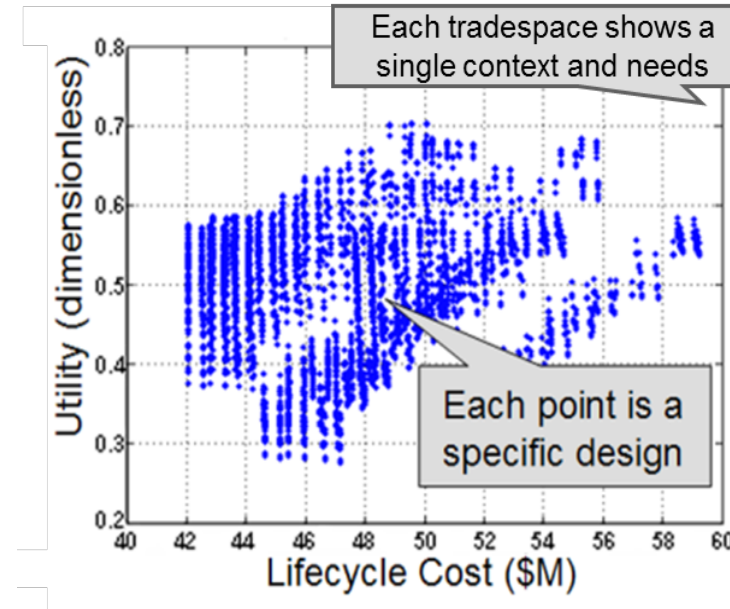 Each tradespace shows a
single context and needs
0.8
0.7
0.6
0.5
0.4
0.3
0.2
Utility (dimensionless)
Each point is a
specific design
40 42 44 46 48 50 52 54 56 58 60
Lifecycle Cost ($M)